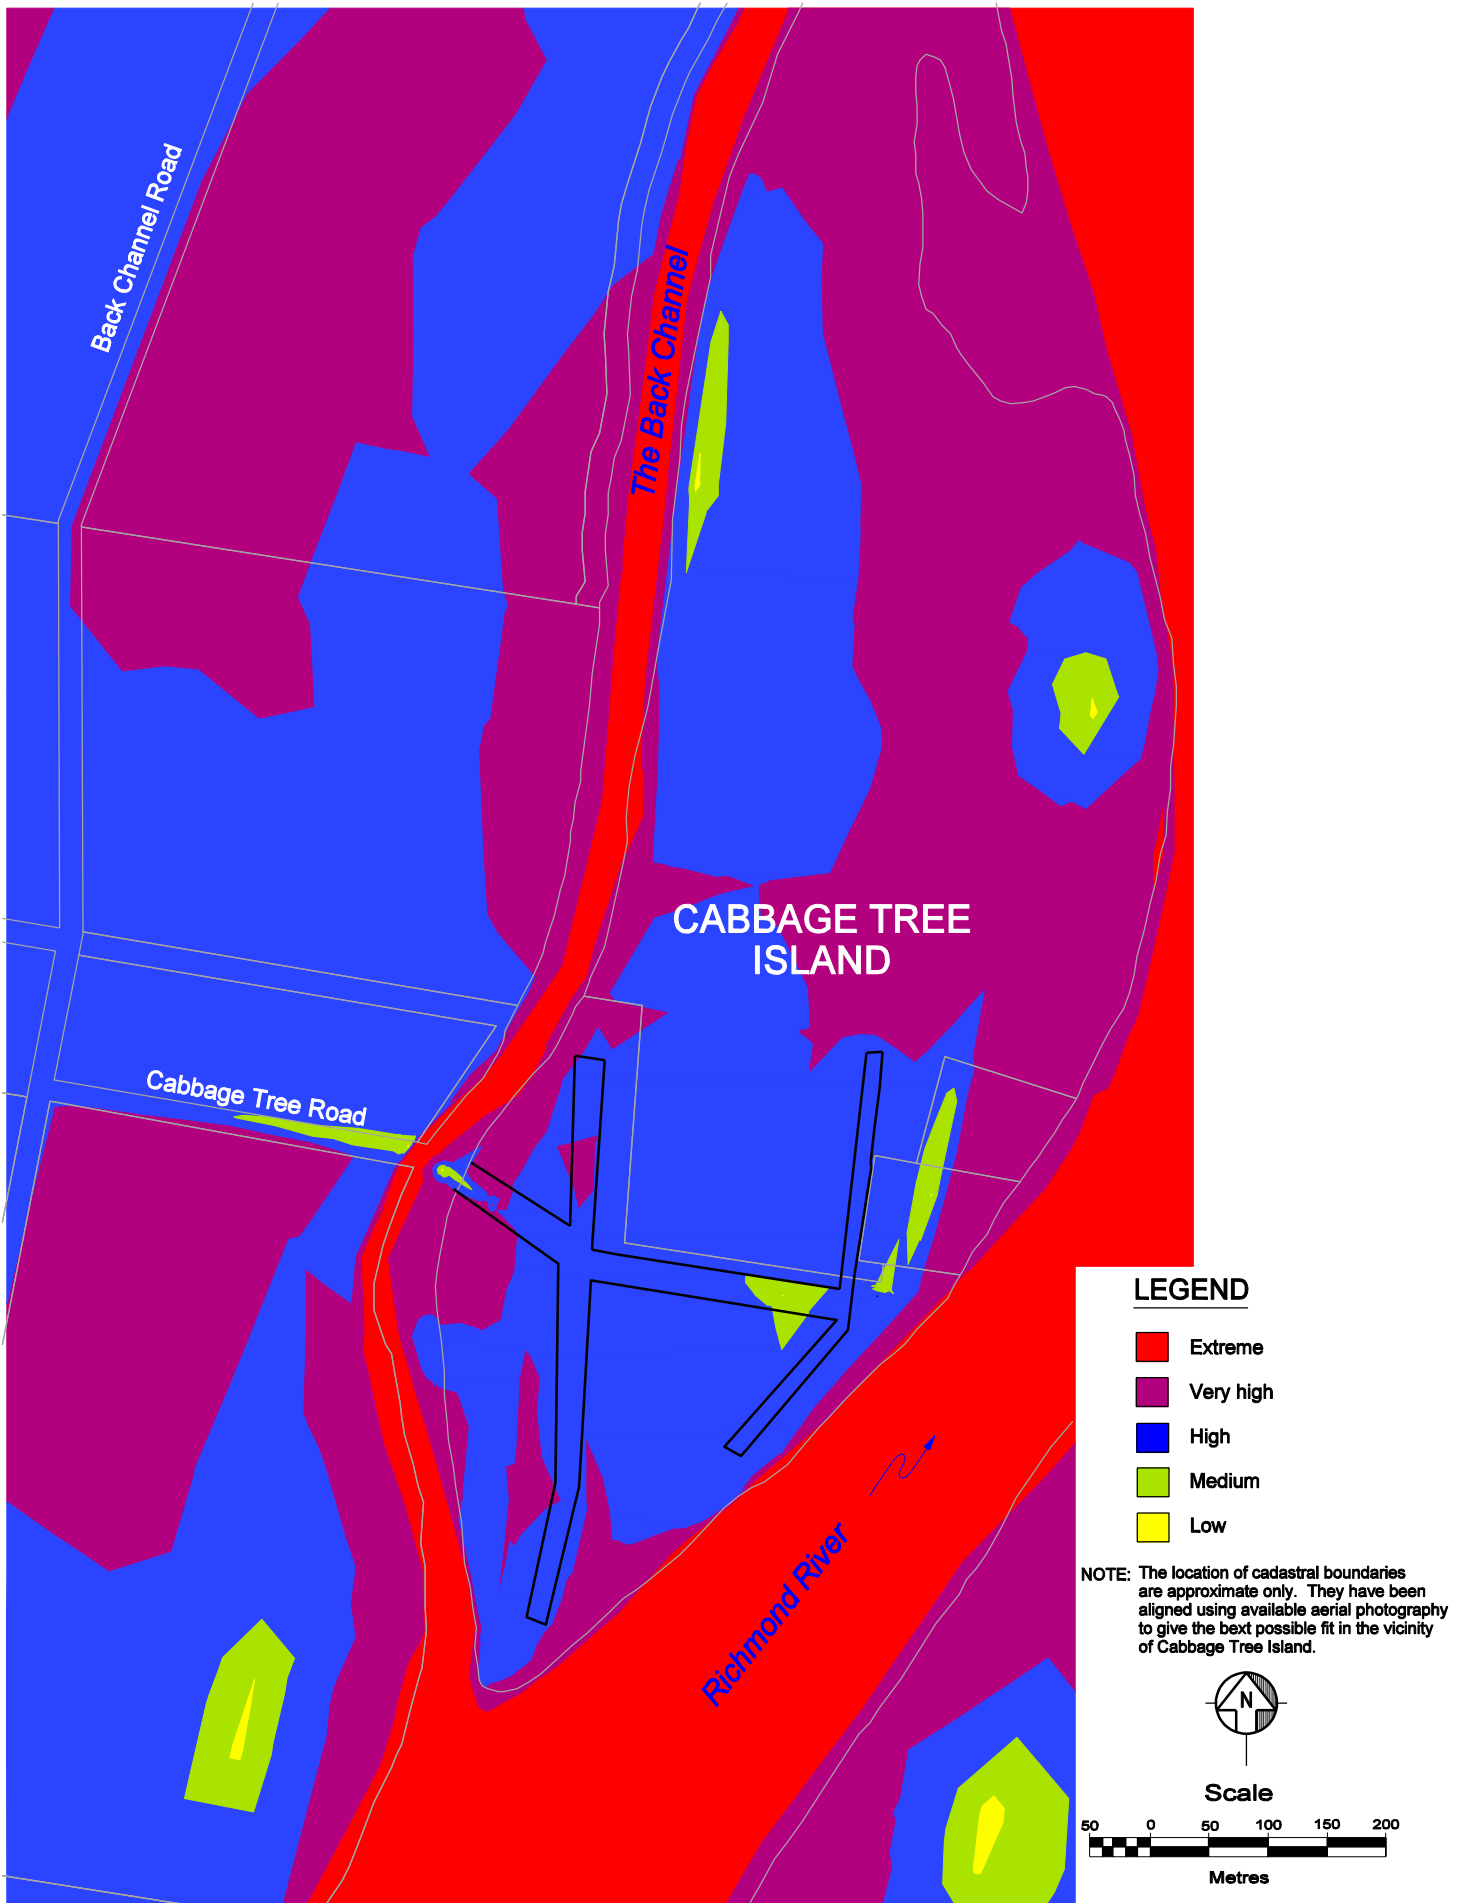 Back Channel Road
The Back Channel
CABBAGE TREE
ISLAND
Cabbage Tree Road
Richmond River
LEGEND
Extreme
Very high
High
Medium
Low
NOTE: The location of cadastral boundaries
are approximate only. They have been
aligned using available aerial photography
to give the bext possible fit in the vicinity
of Cabbage Tree Island.
N
Scale
50 0 50 100 150 200
Metres